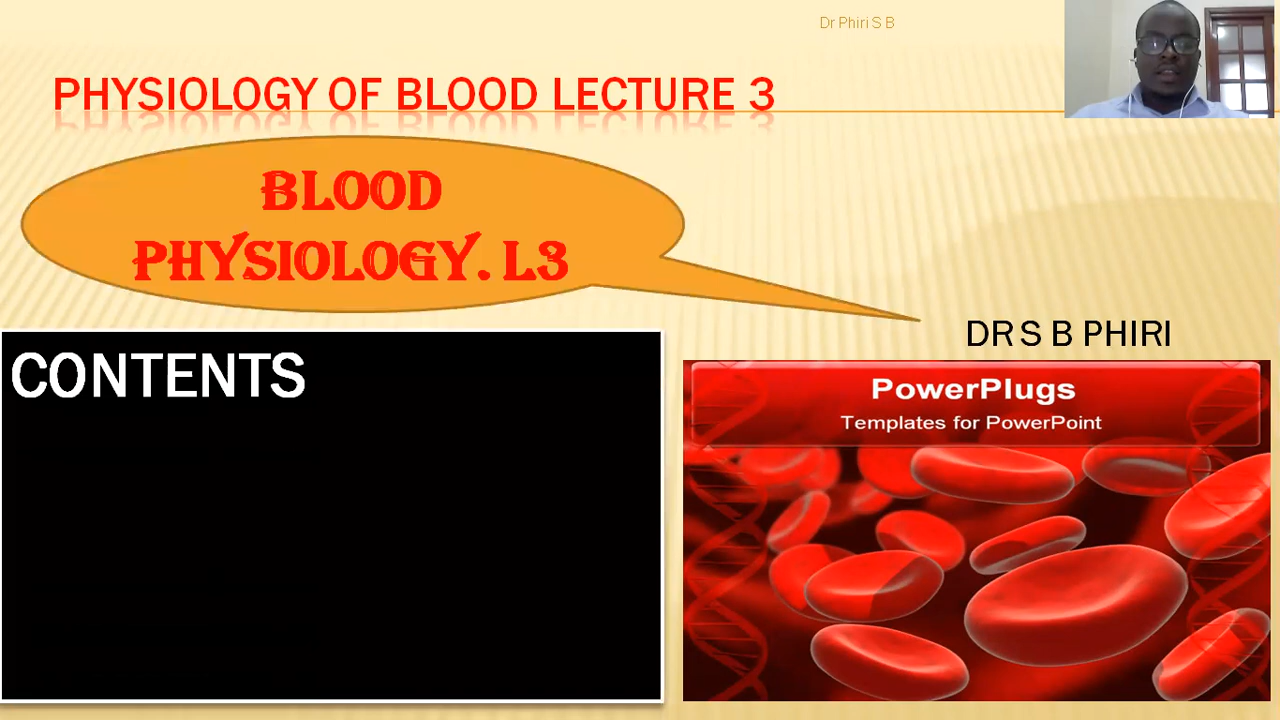 Dr Phiri S B
PHYSIOLOGY OF BLOOD LECTURE 3
BLOOD
PHYSIOLOGY. L3
DR S B PHIRI
CONTENTS
PowerPlugs
Templates for PowerPoint